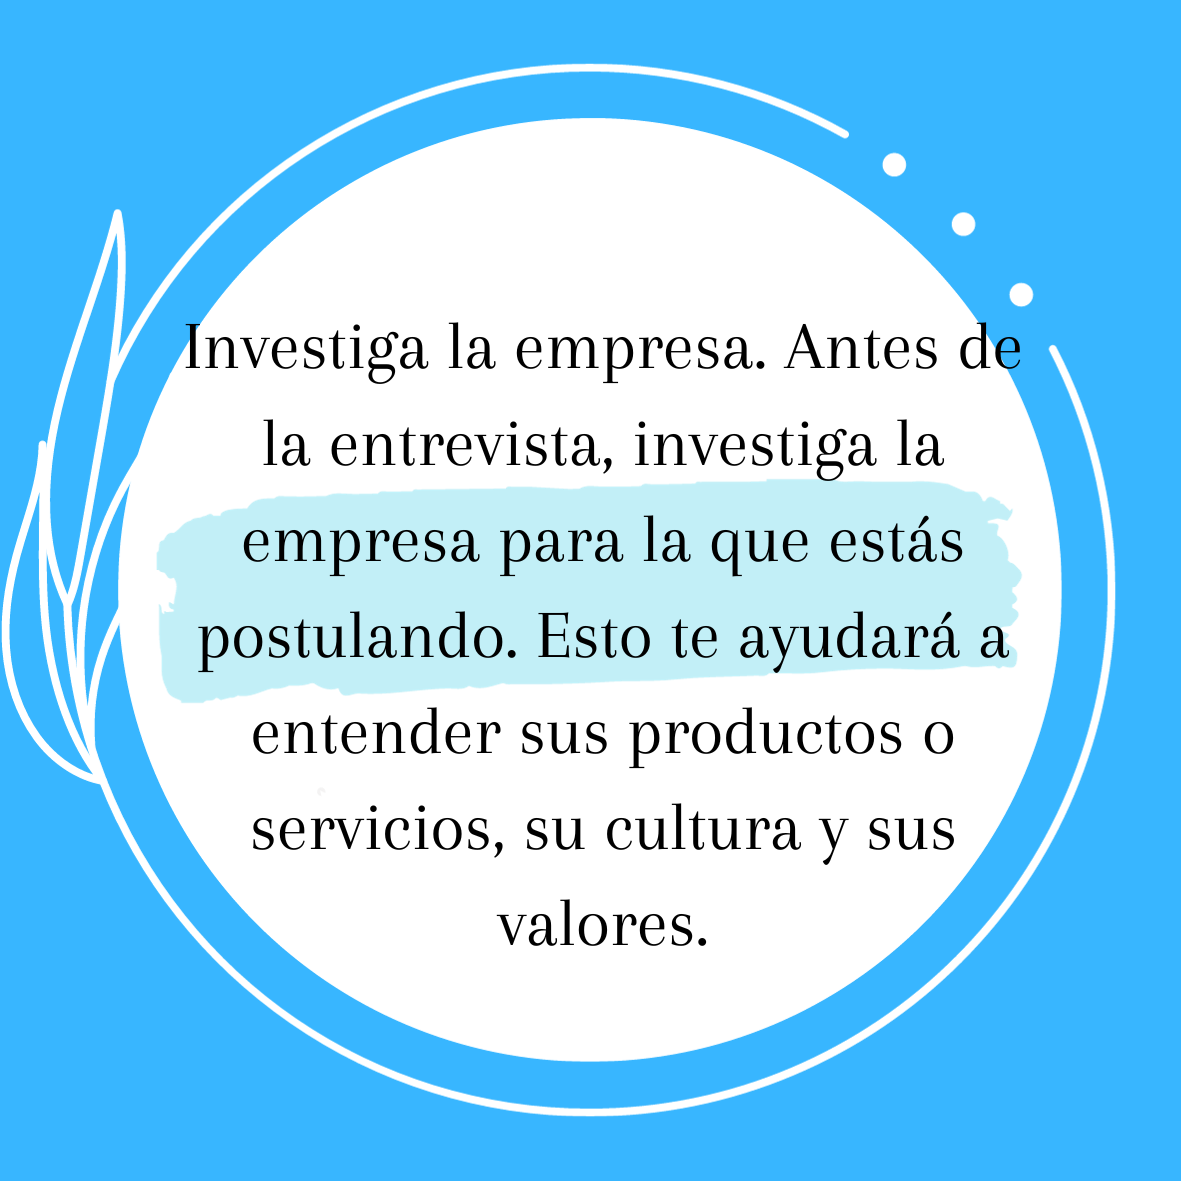 Investiga la empresa. Antes de
la entrevista, investiga la
empresa para la que estás
postulando. Esto te ayudará a
entender sus productos o
servicios, su cultura y sus
valores.